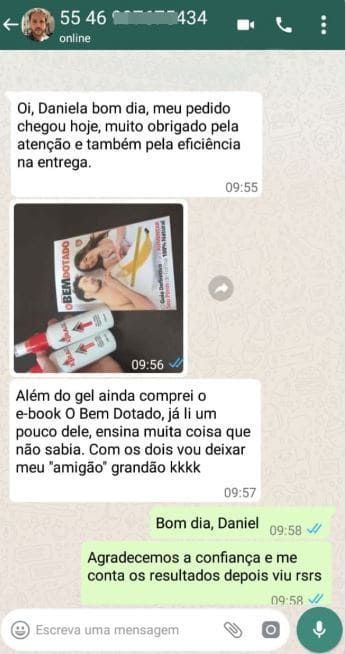 55 46 434
online
Oi, Daniela bom dia, meu pedido
chegou hoje, muito obrigado pela
atenção e também pela eficiência
na entrega.
09:55
O BEM DOTADO
Guia Definitivo
100% Natural
09:56
Além do gel ainda comprei o
e-book O Bem Dotado, já li um
pouco dele, ensina muita coisa que
não sabia. Com os dois vou deixar
meu "amigão" grandão kkkk
09:57
Bom dia, Daniel
09:58
Agradecemos a confiança e me
conta os resultados depois viu rsrs
09:58
Escreva uma mensagem